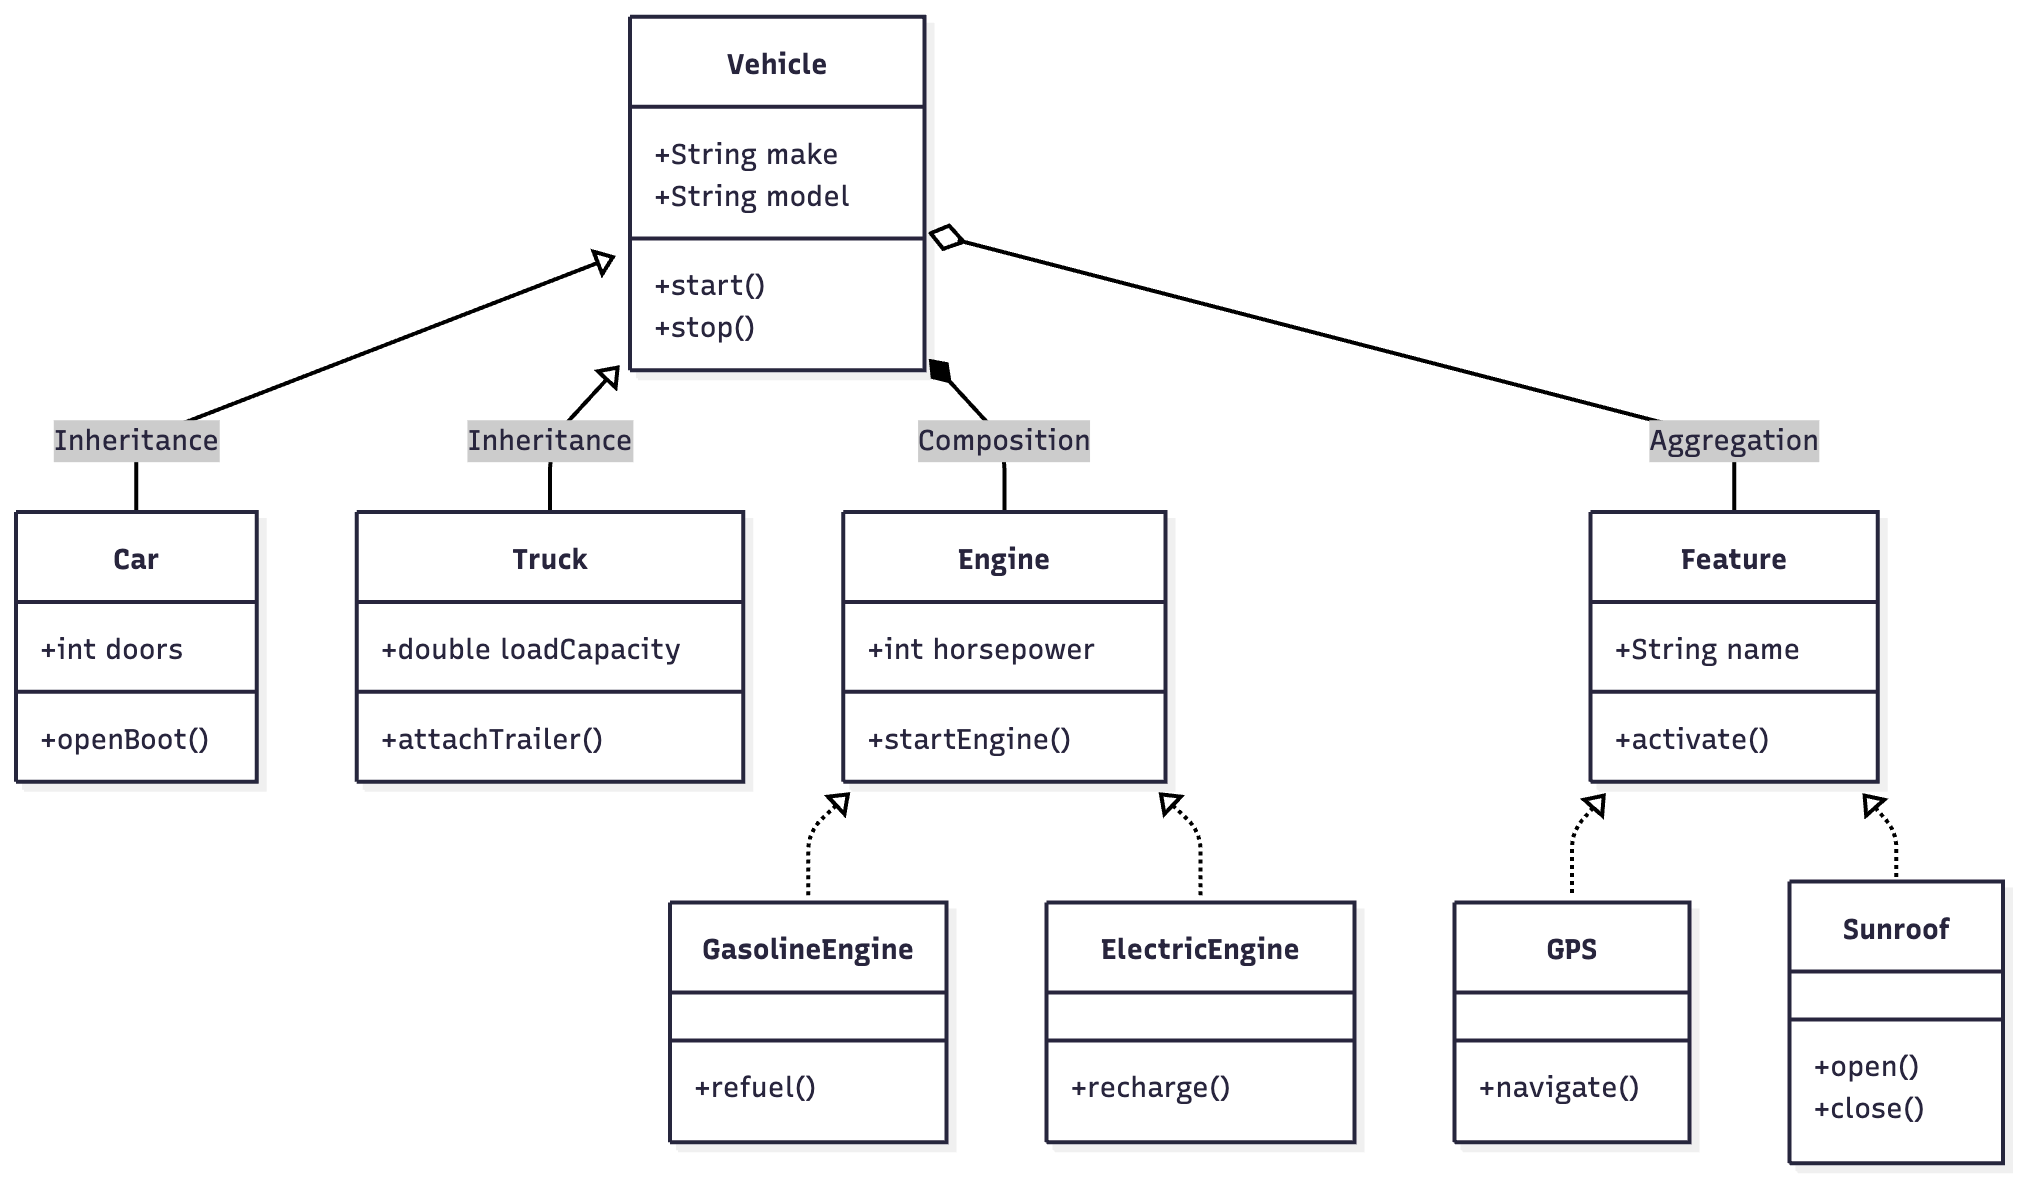 Vehicle
+String make
+String model
+start()
+stop()
Inheritance
Inheritance
Composition
Aggregation
Car
+int doors
+openBoot()
Truck
+double loadCapacity
+attachTrailer()
Engine
+int horsepower
+startEngine()
Feature
+String name
+activate()
GasolineEngine
+refuel()
ElectricEngine
+recharge()
GPS
+navigate()
Sunroof
+open()
+close()